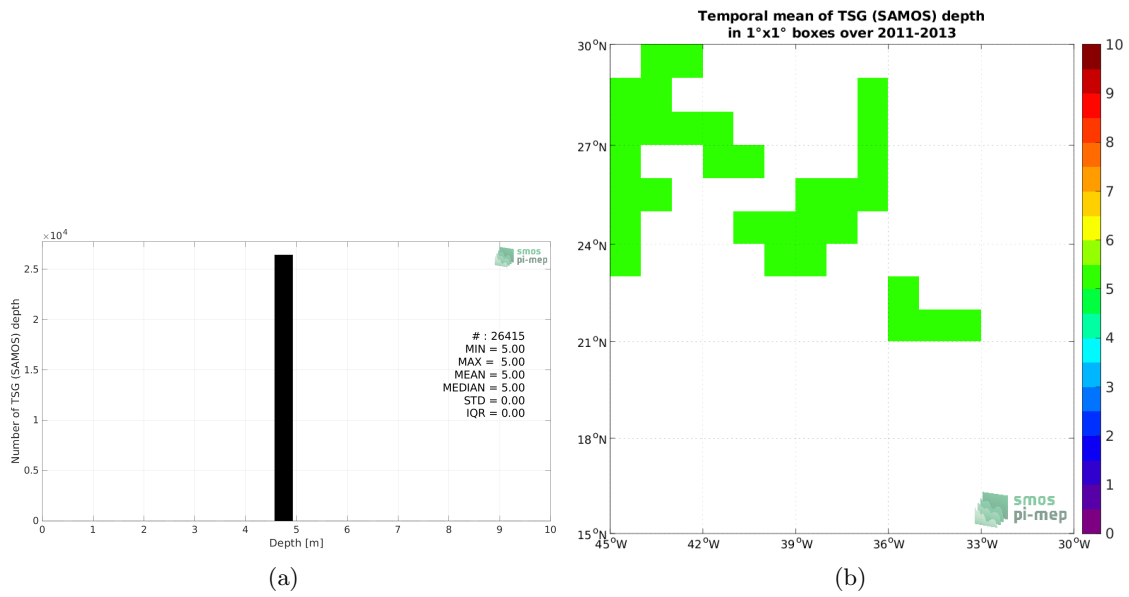 ×10⁴
2.5
2
1.5
1
0.5
0
Number of TSG (SAMOS) depth
smos
pi-mep
# : 26415
MIN = 5.00
MAX = 5.00
MEAN = 5.00
MEDIAN = 5.00
STD = 0.00
IQR = 0.00
0 1 2 3 4 5 6 7 8 9 10
Depth [m]
(a)
Temporal mean of TSG (SAMOS) depth
in 1°x1° boxes over 2011-2013
30°N
27°N
24°N
21°N
18°N
15°N
45°W 42°W 39°W 36°W 33°W 30°W
smos
pi-mep
10
9
8
7
6
5
4
3
2
1
0
(b)